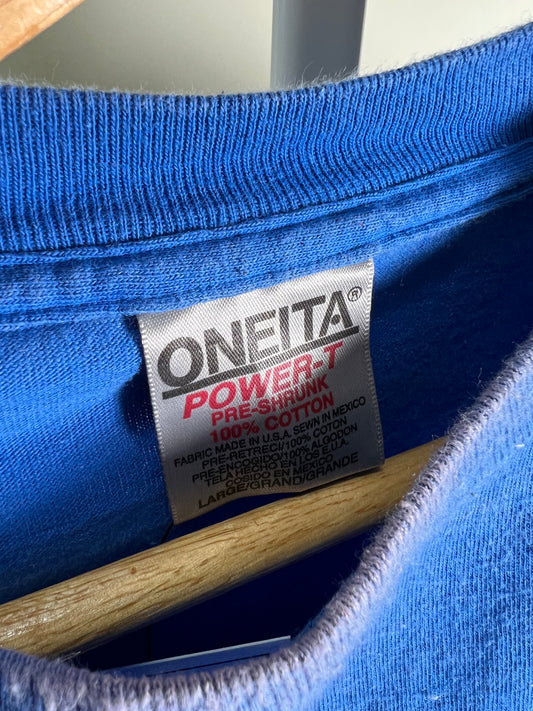 ONEITA®
POWER-T
PRE-SHRUNK
100% COTTON
FABRIC MADE IN U.S.A. SEWN IN MEXICO
PRE-RETRECI/100% COTON
PRE-ENCOGIDO/100% ALGODON
TELA HECHO EN LOS E.U.A.
COSIDO EN MEXICO
LARGE/GRAND/GRANDE